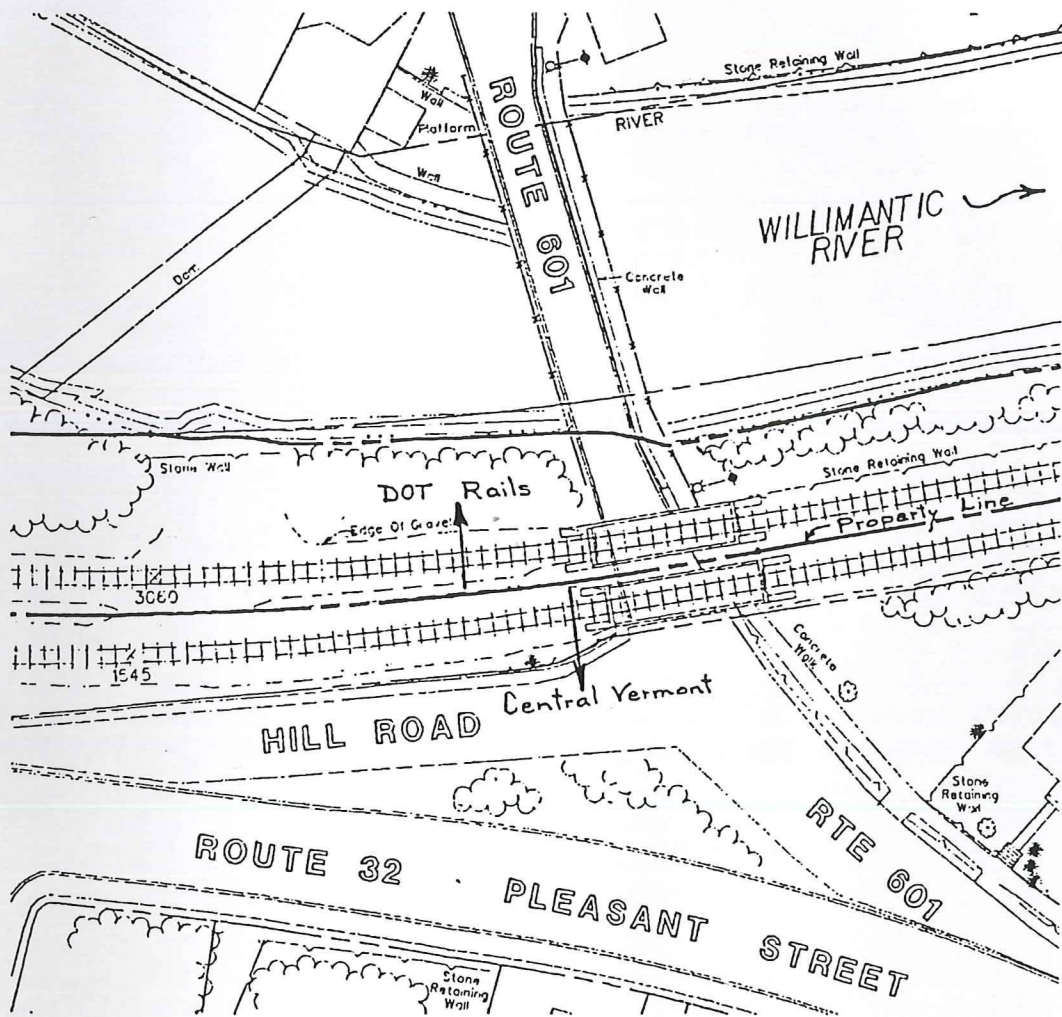 Stone Retaining Wall
Wall
Platform
RIVER
ROUTE 601
Wall
WILLIMANTIC
RIVER
Dot.
Concrete
Wall
Stone Wall
Stone Retaining Wall
DOT Rails
Edge Of Gravel
Property Line
3060
1545
Concrete
Walk
Central Vermont
HILL ROAD
Stone
Retaining
Wall
RTE 601
ROUTE 32 . PLEASANT STREET
Stone
Retaining
Wall